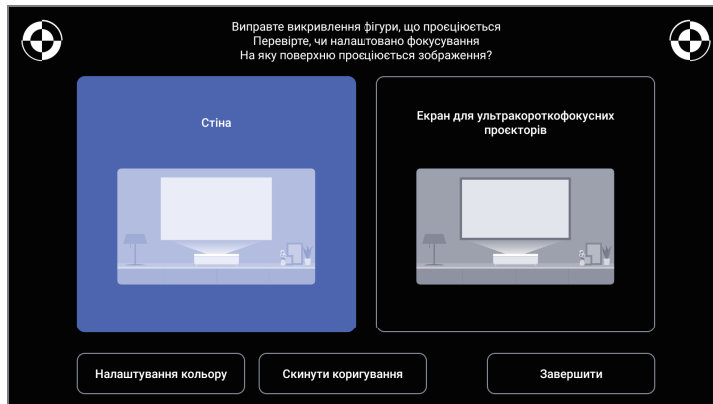 Виправте викривлення фігури, що проєціюється
Перевірте, чи налаштовано фокусування
На яку поверхню проєціюється зображення?
Стіна
Екран для ультракороткофокусних
проєкторів
Налаштування кольору
Скинути коригування
Завершити